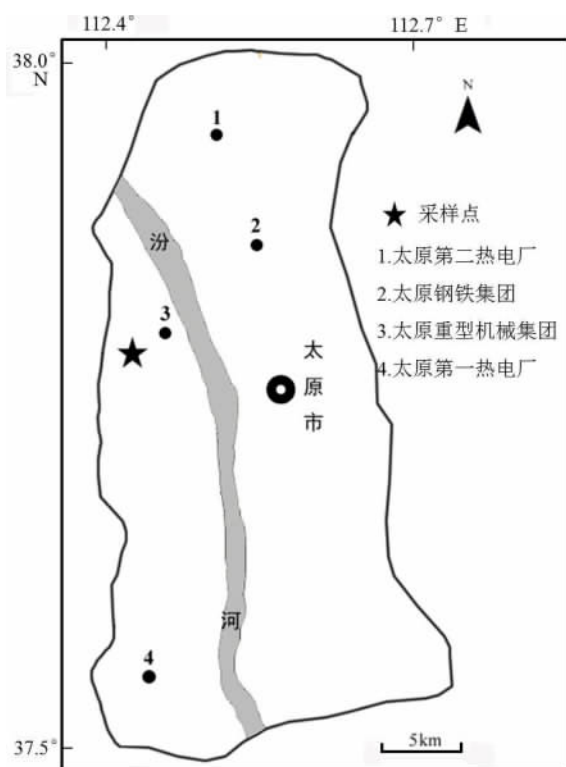 112.4°
112.7° E
38.0°
N
N
1
2
3
4
汾
河
太
原
市
采样点
1.太原第二热电厂
2.太原钢铁集团
3.太原重型机械集团
4.太原第一热电厂
37.5°
5km